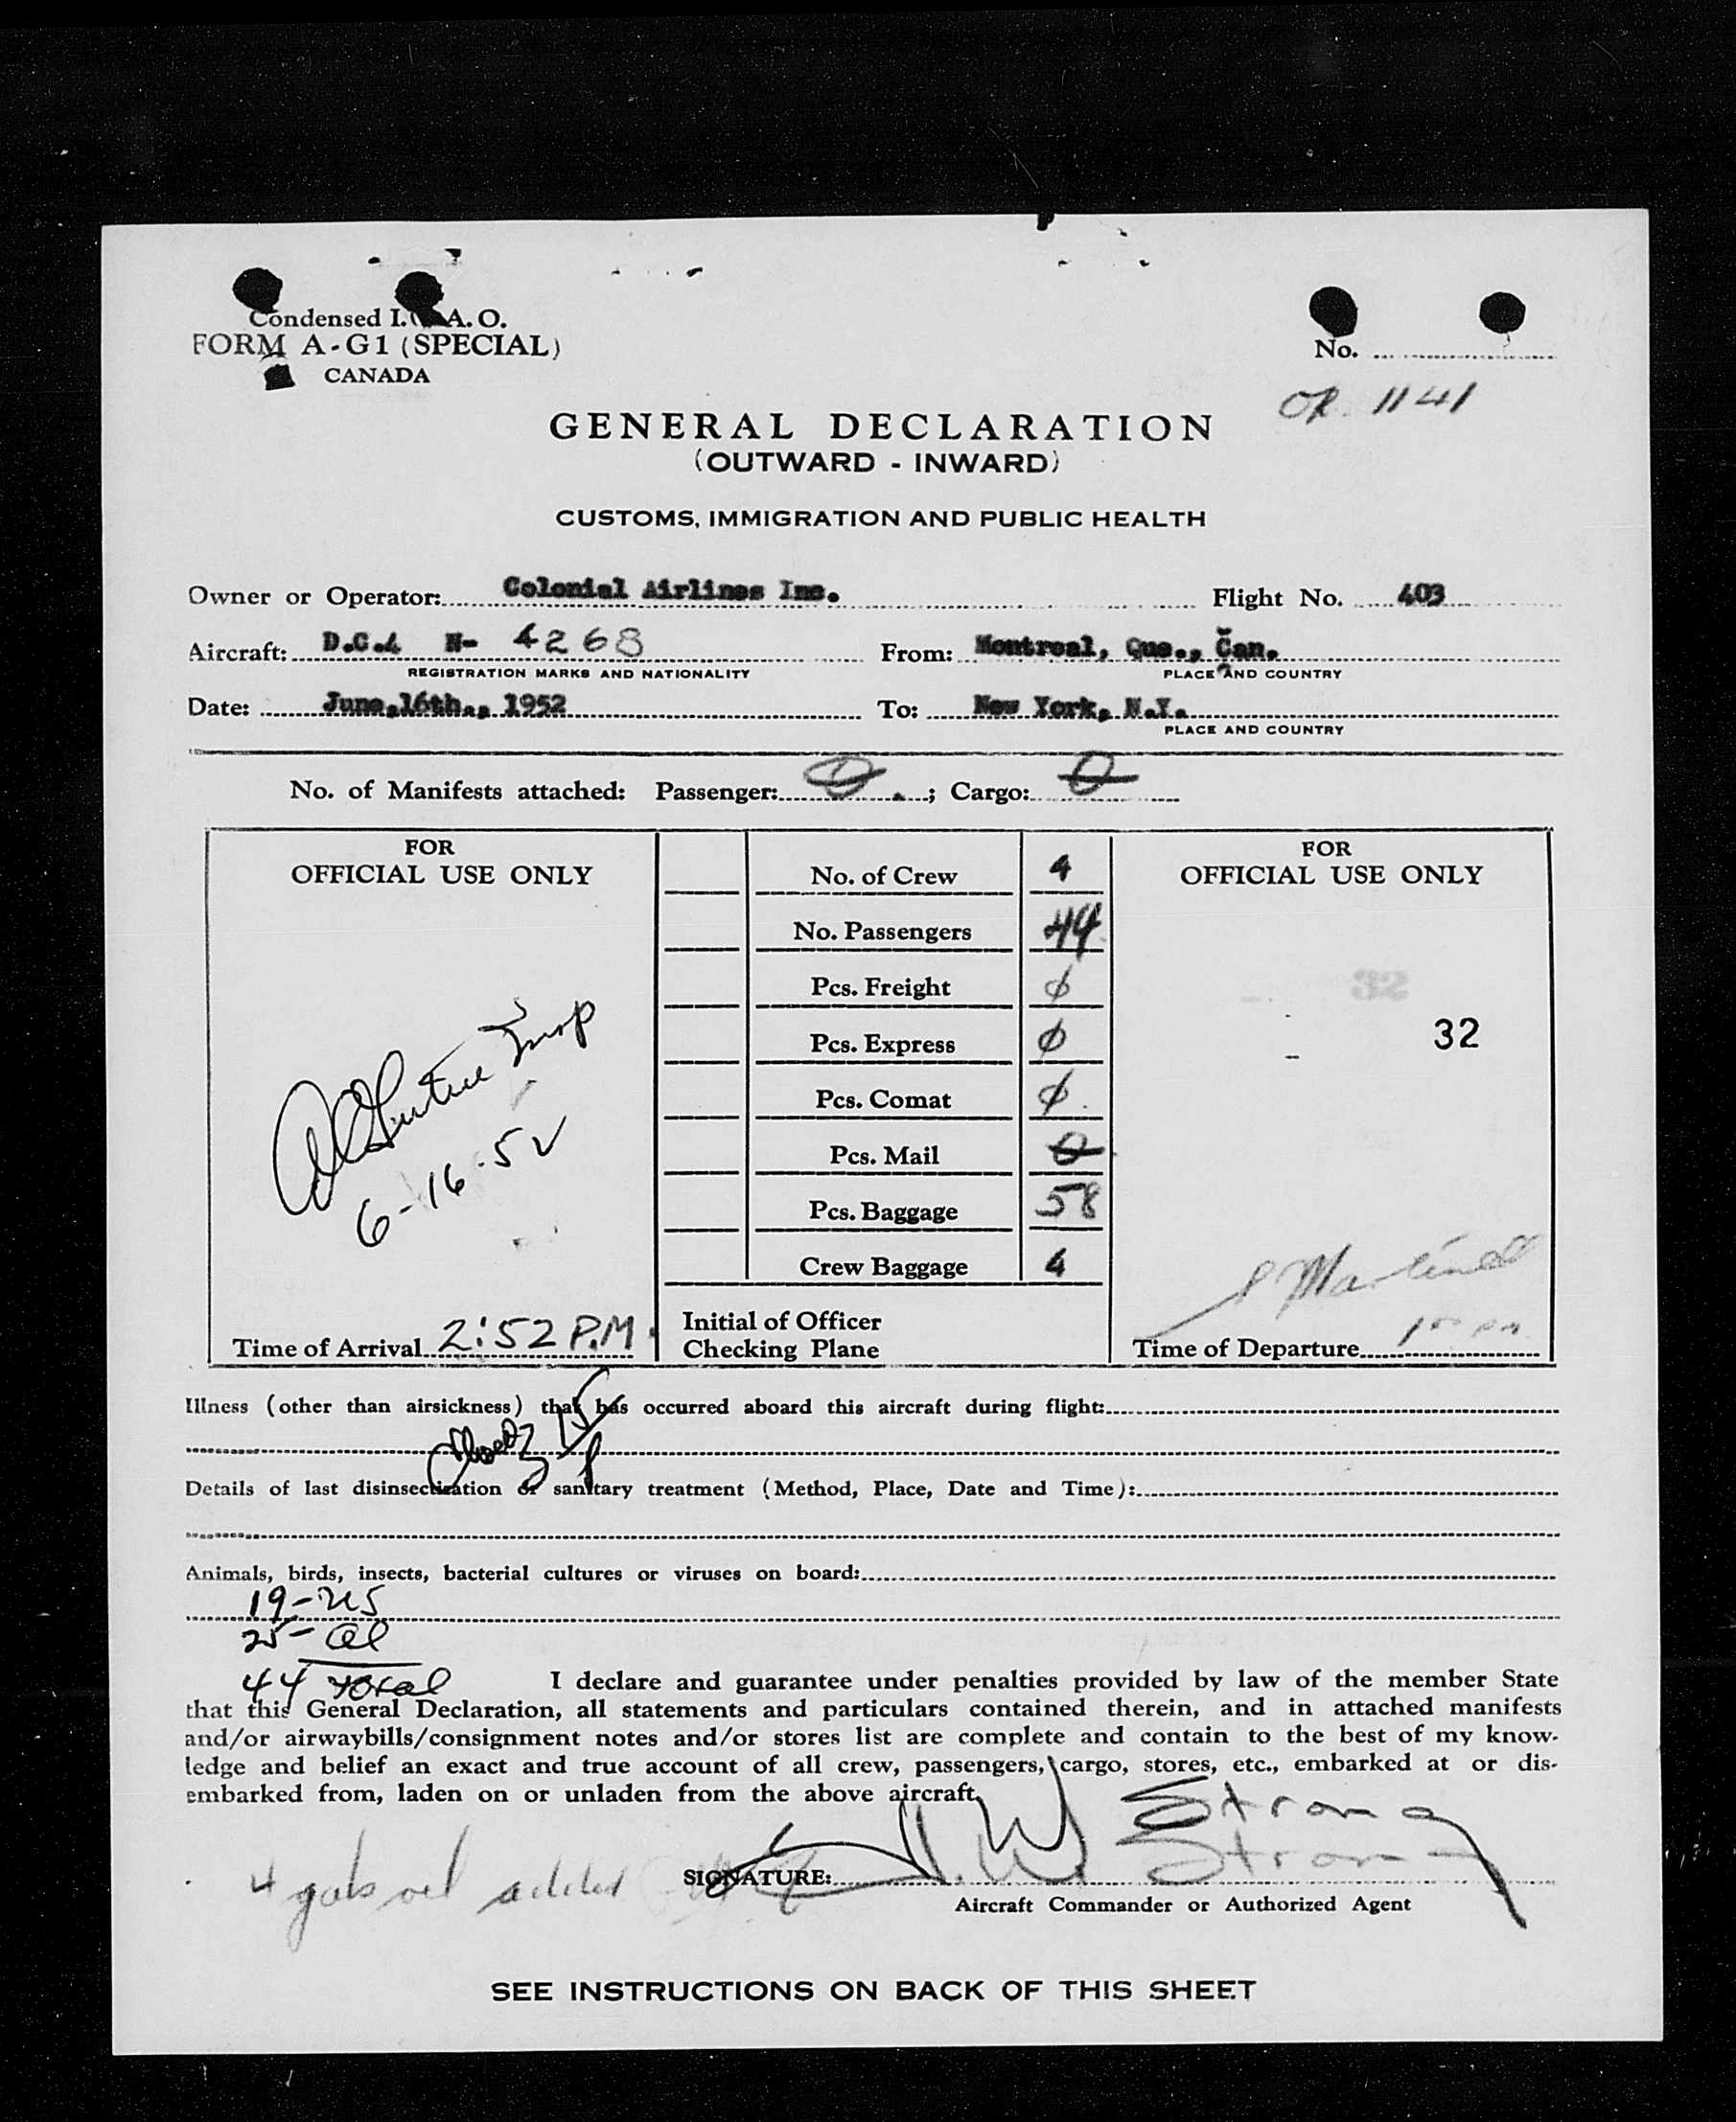 Condensed I. A. O.
FORM A-G1 (SPECIAL)
CANADA
No.
OR. 1141
GENERAL DECLARATION
(OUTWARD - INWARD)
CUSTOMS, IMMIGRATION AND PUBLIC HEALTH
Owner or Operator: Colonial Airlines Inc. Flight No. 403
Aircraft: D.C.4 N- 4268 From: Montreal, Que., Can.
REGISTRATION MARKS AND NATIONALITY PLACE AND COUNTRY
Date: June,16th., 1952 To: New York, N.Y.
PLACE AND COUNTRY
No. of Manifests attached: Passenger: 0 ; Cargo: 0
FOR
OFFICIAL USE ONLY
Insp
6-16-52
Time of Arrival 2:52 P.M.
No. of Crew 4
No. Passengers 44
Pcs. Freight 0
Pcs. Express 0
Pcs. Comat 0
Pcs. Mail 0
Pcs. Baggage 58
Crew Baggage 4
Initial of Officer
Checking Plane
FOR
OFFICIAL USE ONLY
32
Time of Departure
Illness (other than airsickness) that has occurred aboard this aircraft during flight:
Details of last disinsectization or sanitary treatment (Method, Place, Date and Time):
Animals, birds, insects, bacterial cultures or viruses on board:
19-US
25-al
44 total
I declare and guarantee under penalties provided by law of the member State
that this General Declaration, all statements and particulars contained therein, and in attached manifests
and/or airwaybills/consignment notes and/or stores list are complete and contain to the best of my know-
ledge and belief an exact and true account of all crew, passengers, cargo, stores, etc., embarked at or dis-
embarked from, laden on or unladen from the above aircraft.
4 gals oil added
SIGNATURE: W Strong
Aircraft Commander or Authorized Agent
SEE INSTRUCTIONS ON BACK OF THIS SHEET